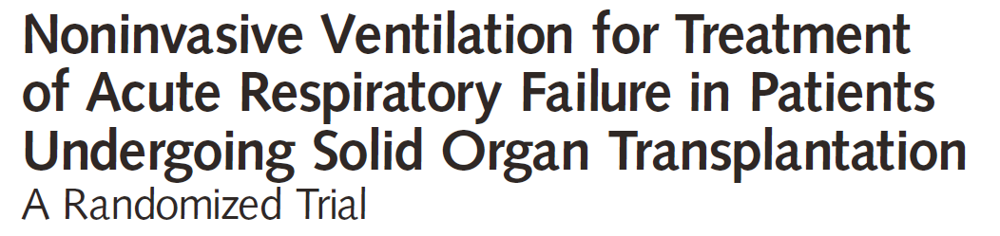 Noninvasive Ventilation for Treatment
of Acute Respiratory Failure in Patients
Undergoing Solid Organ Transplantation
A Randomized Trial